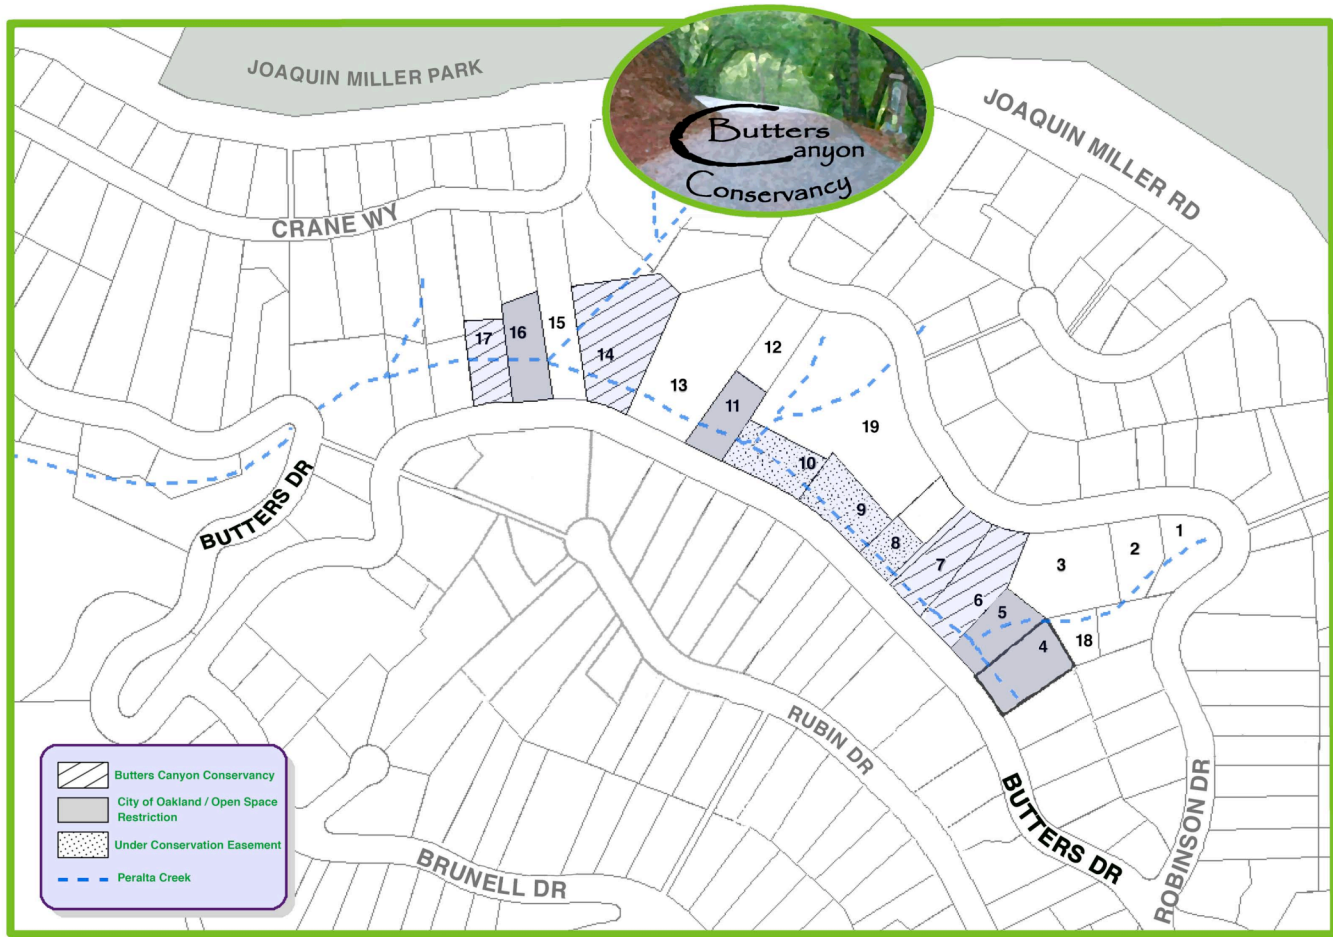 JOAQUIN MILLER PARK
Butters
Canyon
Conservancy
JOAQUIN MILLER RD
CRANE WY
17
16
15
14
13
12
11
10
9
8
7
6
5
4
3
2
1
18
19
BUTTERS DR
RUBIN DR
BUTTERS DR
ROBINSON DR
BRUNELL DR
Butters Canyon Conservancy
City of Oakland / Open Space
Restriction
Under Conservation Easement
Peralta Creek